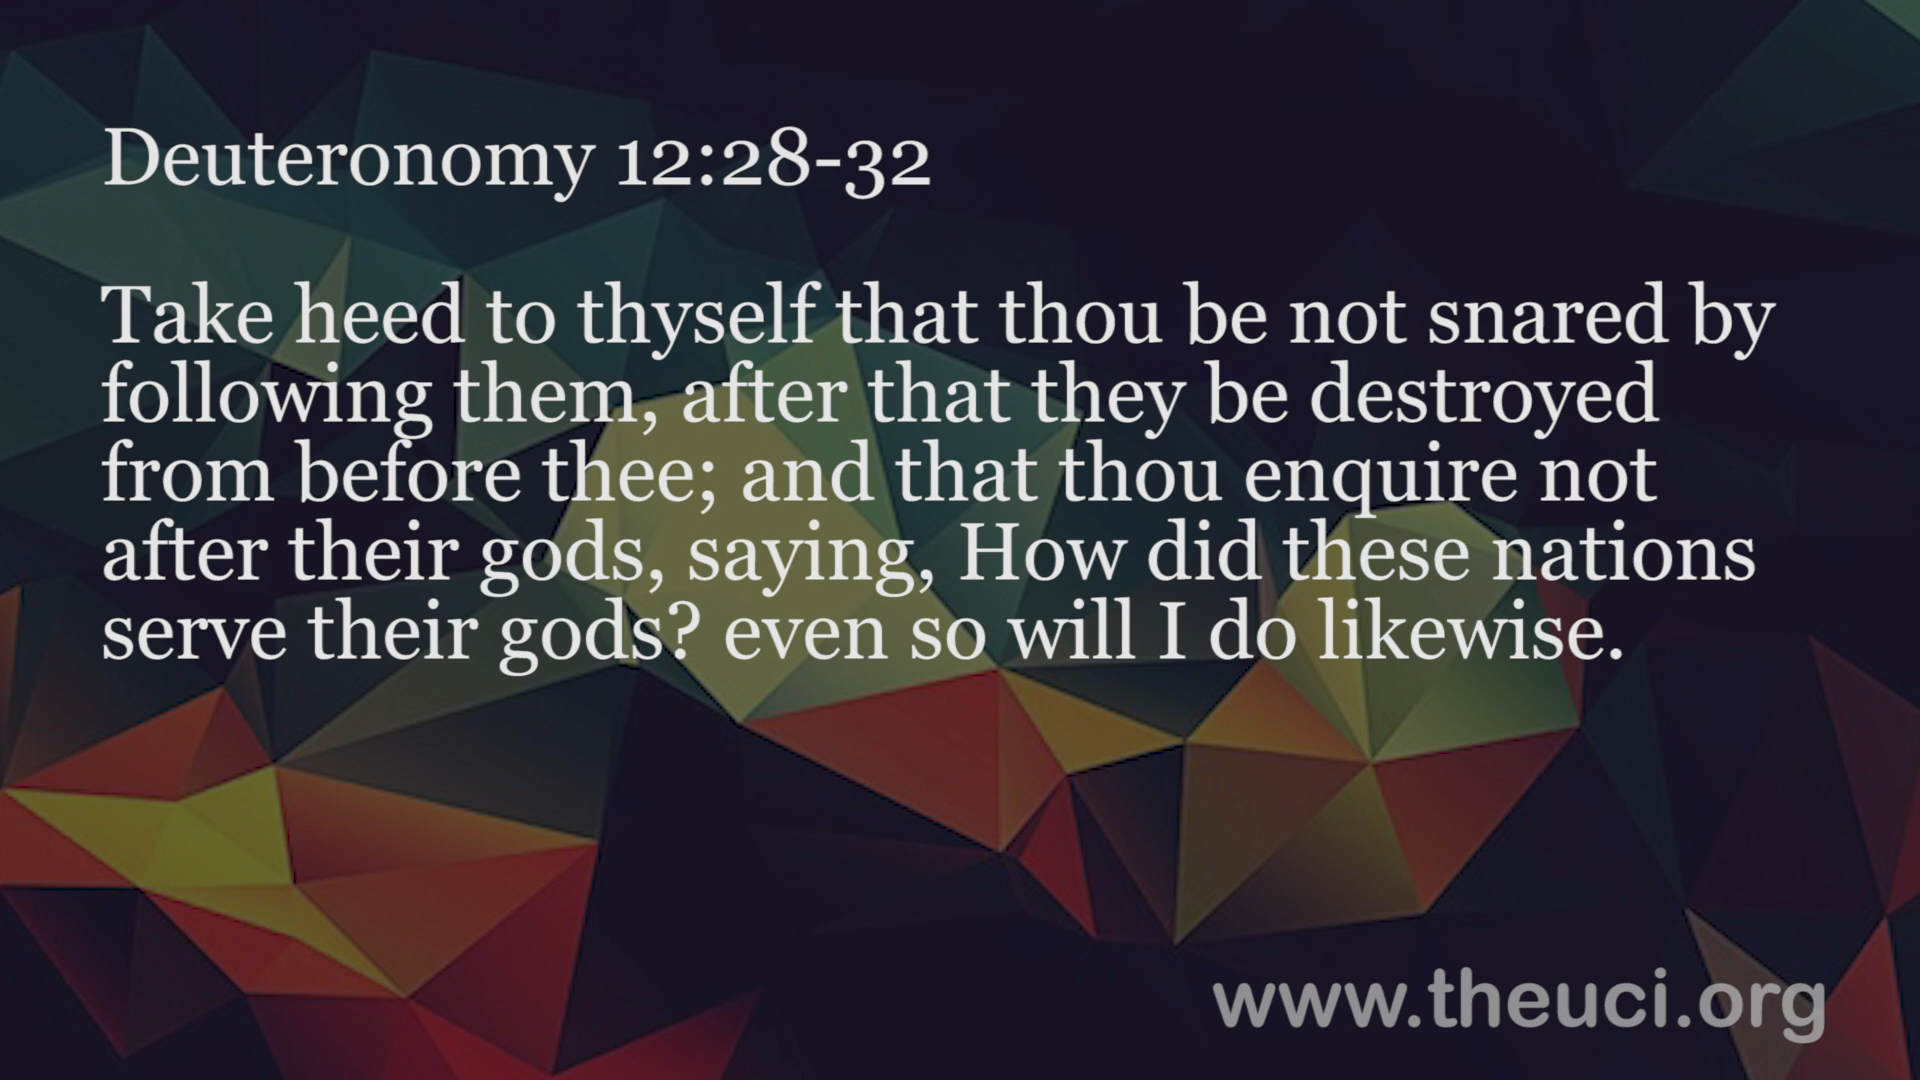 Deuteronomy 12:28-32
Take heed to thyself that thou be not snared by
following them, after that they be destroyed
from before thee; and that thou enquire not
after their gods, saying, How did these nations
serve their gods? even so will I do likewise.
www.theuci.org